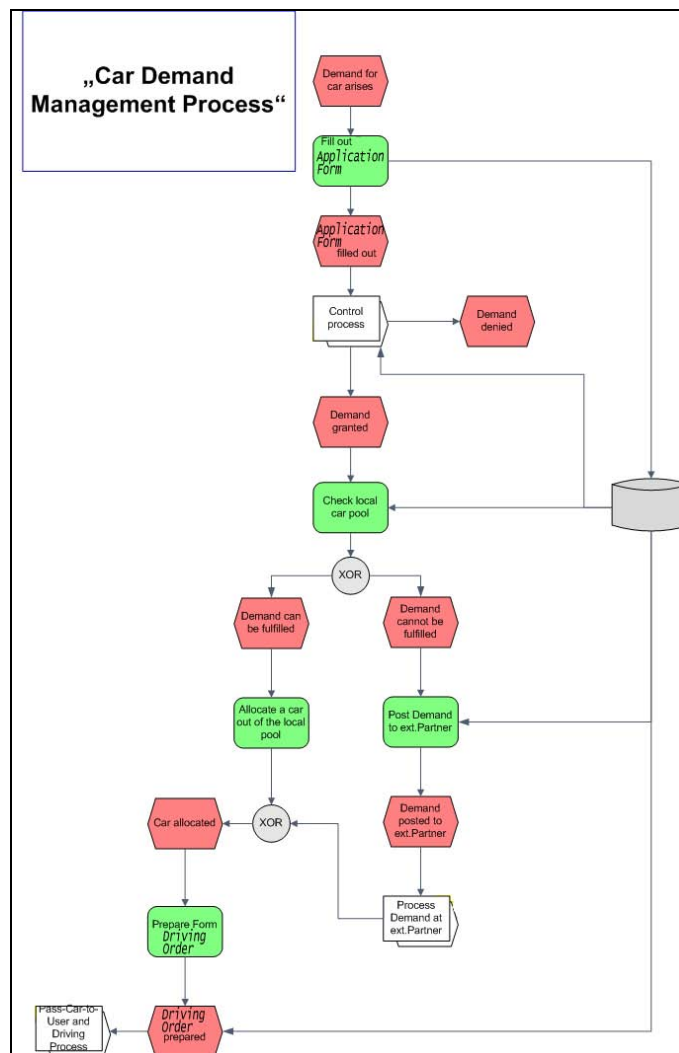 „Car Demand
Management Process“
Demand for
car arises
Fill out
Application
Form
Application
Form
filled out
Control
process
Demand
denied
Demand
granted
Check local
car pool
XOR
Demand can
be fulfilled
Demand
cannot be
fulfilled
Allocate a car
out of the local
pool
Post Demand
to ext.Partner
Car allocated
XOR
Demand
posted to
ext.Partner
Process
Demand at
ext.Partner
Prepare Form
Driving
Order
Pass-Car-to-
User and
Driving
Process
Driving
Order
prepared